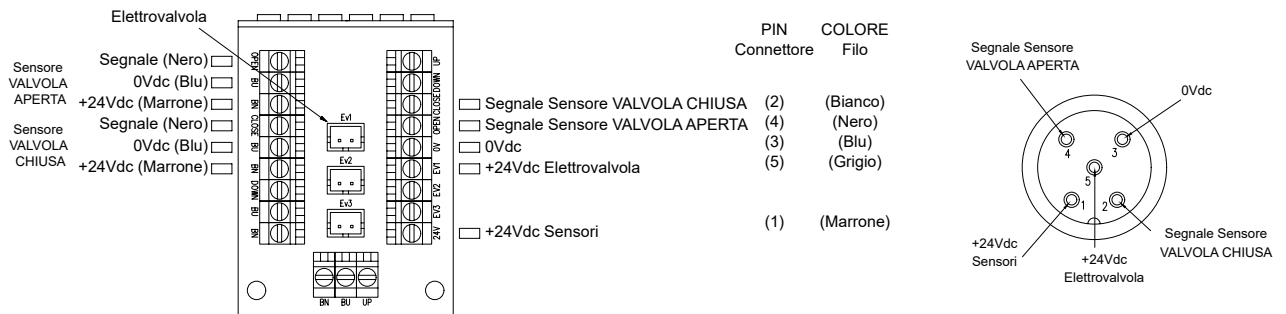 Elettrovalvola
Sensore
VALVOLA
APERTA
Segnale (Nero)
0Vdc (Blu)
+24Vdc (Marrone)
Sensore
VALVOLA
CHIUSA
Segnale (Nero)
0Vdc (Blu)
+24Vdc (Marrone)
OPEN
BU
BN
CLOSE
BU
BN
DOWN
BU
BN
Ev1
Ev2
Ev3
BN BU UP
UP
DOWN
CLOSE
OPEN
0V
EV1
EV2
EV3
24V
PIN COLORE
Connettore Filo
Segnale Sensore VALVOLA CHIUSA (2) (Bianco)
Segnale Sensore VALVOLA APERTA (4) (Nero)
0Vdc (3) (Blu)
+24Vdc Elettrovalvola (5) (Grigio)
+24Vdc Sensori (1) (Marrone)
Segnale Sensore
VALVOLA APERTA
0Vdc
4 3
5
1 2
+24Vdc
Sensori
+24Vdc
Elettrovalvola
Segnale Sensore
VALVOLA CHIUSA